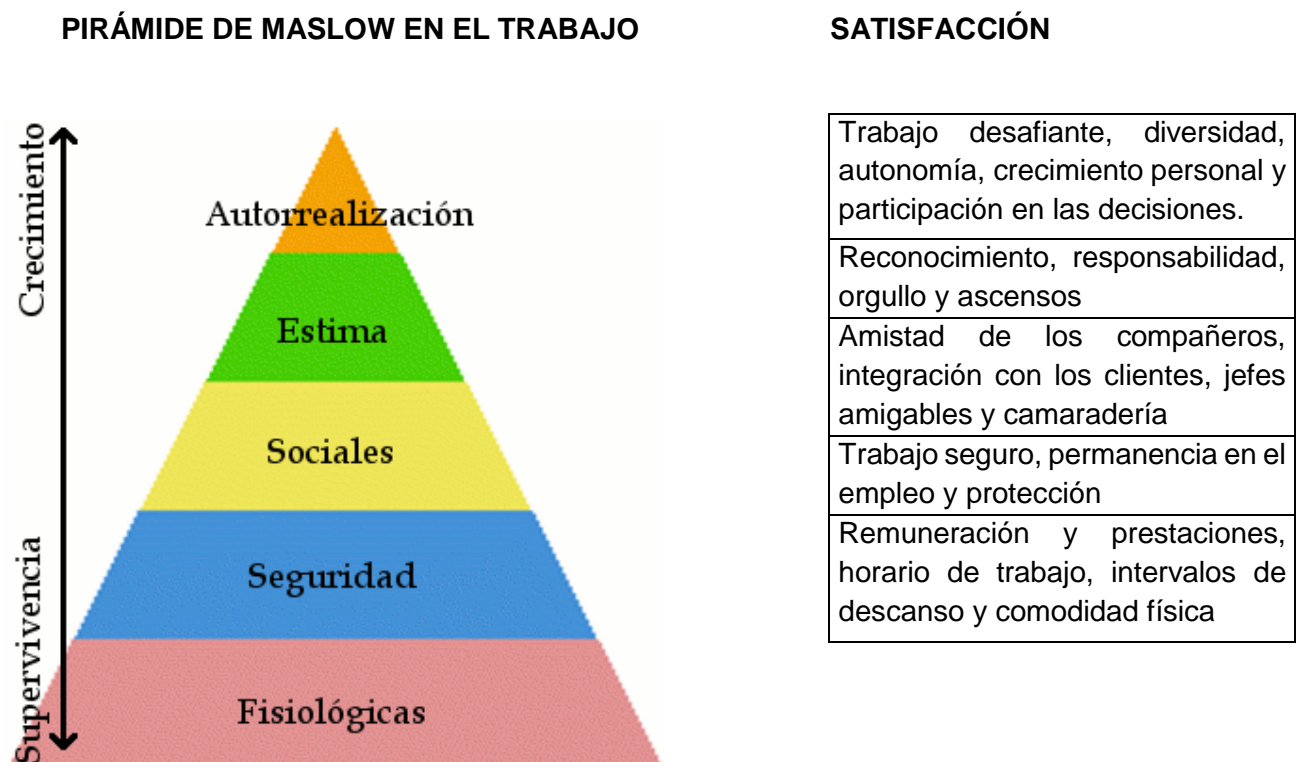 PIRÁMIDE DE MASLOW EN EL TRABAJO
SATISFACCIÓN
Crecimiento
Supervivencia
Autorrealización
Estima
Sociales
Seguridad
Fisiológicas
Trabajo desafiante, diversidad,
autonomía, crecimiento personal y
participación en las decisiones.
Reconocimiento, responsabilidad,
orgullo y ascensos
Amistad de los compañeros,
integración con los clientes, jefes
amigables y camaradería
Trabajo seguro, permanencia en el
empleo y protección
Remuneración y prestaciones,
horario de trabajo, intervalos de
descanso y comodidad física